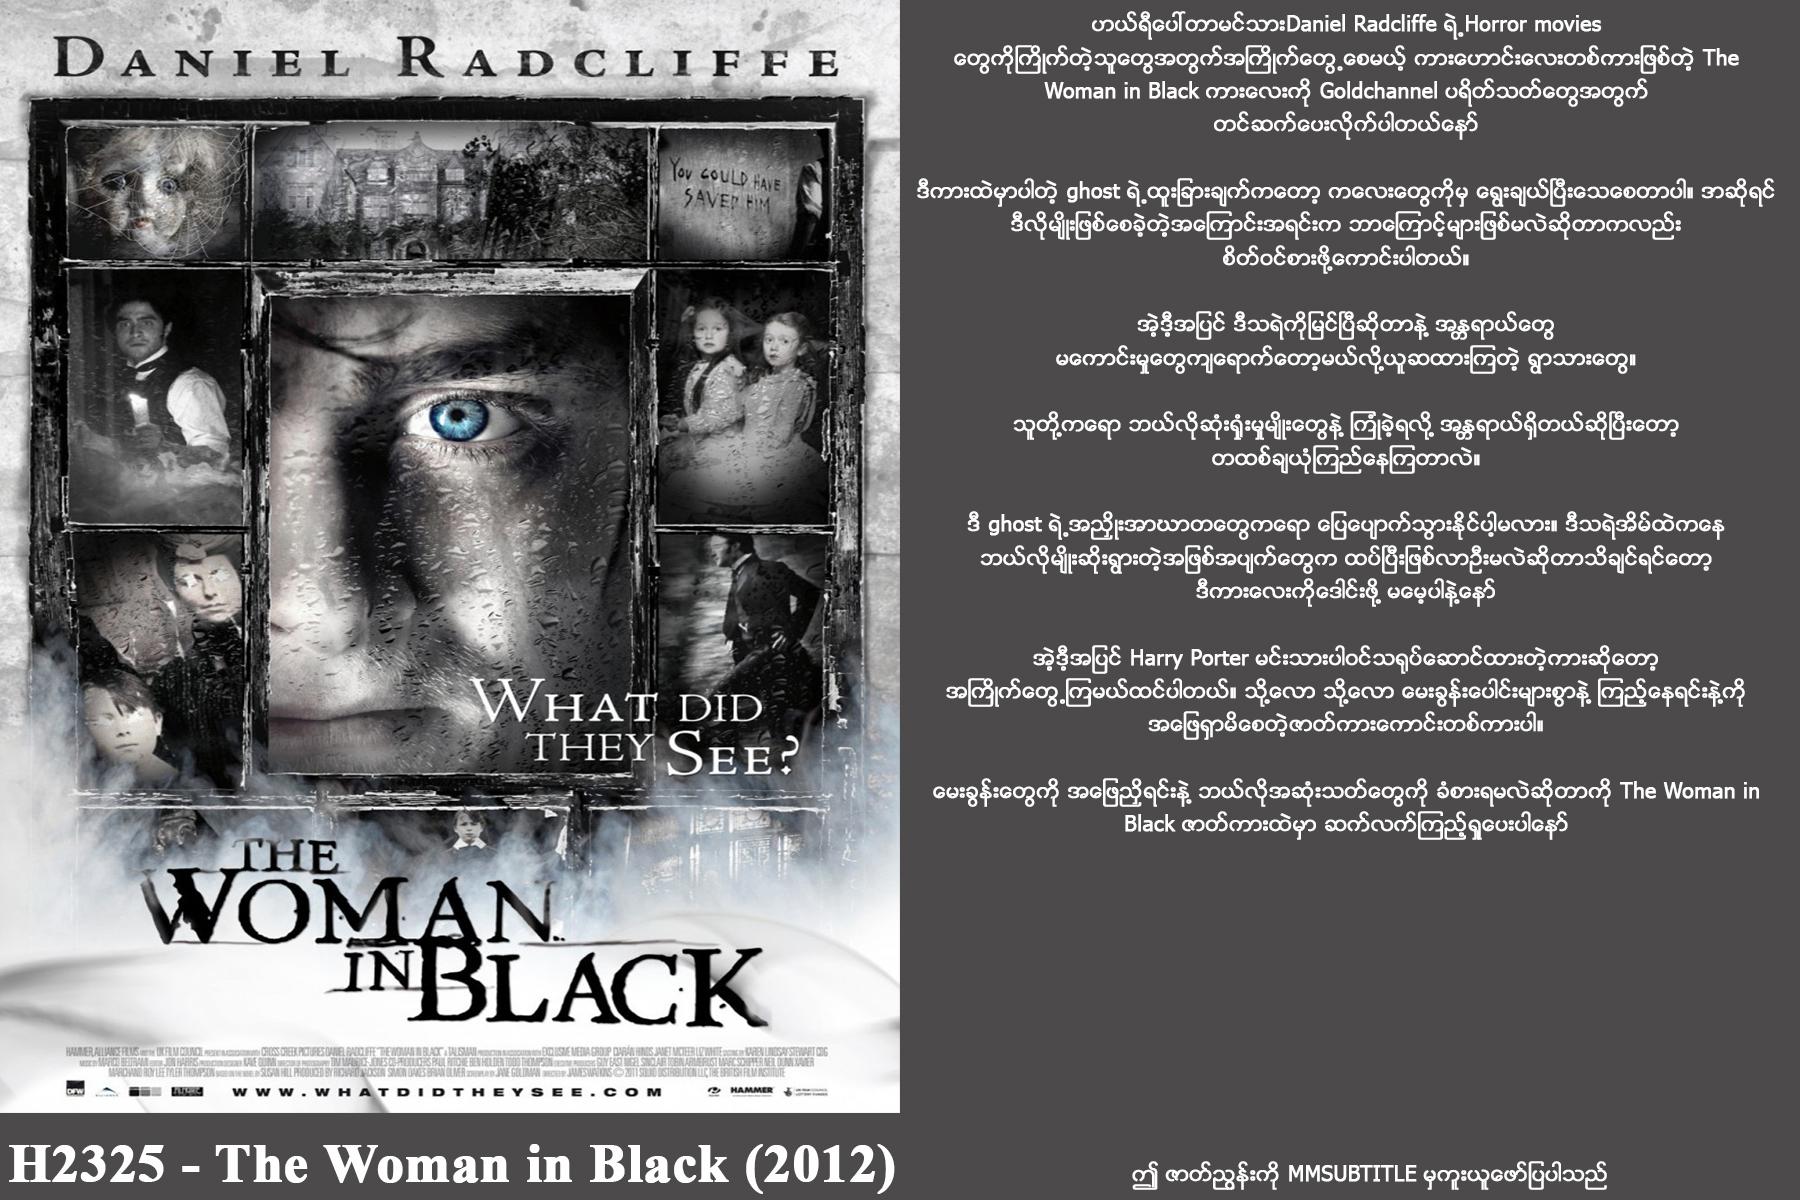 DANIEL RADCLIFFE
YOU COULD HAVE
SAVED HIM
WHAT DID
THEY SEE?
THE
WOMAN
IN BLACK
WWW.WHATDIDTHEYSEE.COM
HAMMER
H2325 - The Woman in Black (2012)
ဟယ်ရီပေါ်တာမင်သားDaniel Radcliffe ရဲ့ Horror movies
တွေကိုကြိုက်တဲ့သူတွေအတွက်အကြိုက်တွေ့စေမယ့် ကားဟောင်းလေးတစ်ကားဖြစ်တဲ့ The
Woman in Black ကားလေးကို Goldchannel ပရိတ်သတ်တွေအတွက်
တင်ဆက်ပေးလိုက်ပါတယ်နော်
ဒီကားထဲမှာပါတဲ့ ghost ရဲ့ထူးခြားချက်ကတော့ ကလေးတွေကိုမှ ရွေးချယ်ပြီးသေစေတာပါ။ အာဆိုရင်
ဒီလိုမျိုးဖြစ်စေခဲ့တဲ့အကြောင်းအရင်းက ဘာကြောင့်များဖြစ်မလဲဆိုတာကလည်း
စိတ်ဝင်စားဖို့ကောင်းပါတယ်။
အဲ့ဒီ့အပြင် ဒီသရဲကိုမြင်ပြီဆိုတာနဲ့ အန္တရာယ်တွေ
မကောင်းမှုတွေကျရောက်တော့မယ်လို့ယူဆထားကြတဲ့ ရွာသားတွေ။
သူတို့ကရော ဘယ်လိုဆုံးရှုံးမှုမျိုးတွေနဲ့ ကြုံခဲ့ရလို့ အန္တရာယ်ရှိတယ်ဆိုပြီးတော့
တထစ်ချယုံကြည်နေကြတာလဲ။
ဒီ ghost ရဲ့အညှိုးအာဃာတတွေကရော ပြေပျောက်သွားနိုင်ပါ့မလား။ ဒီသရဲအိမ်ထဲကနေ
ဘယ်လိုမျိုးဆိုးရွားတဲ့အဖြစ်အပျက်တွေက ထပ်ပြီးဖြစ်လာဦးမလဲဆိုတာသိချင်ရင်တော့
ဒီကားလေးကိုဒေါင်းဖို့ မမေ့ပါနဲ့နော်
အဲ့ဒီ့အပြင် Harry Porter မင်းသားပါဝင်သရုပ်ဆောင်ထားတဲ့ကားဆိုတော့
အကြိုက်တွေ့ကြမယ်ထင်ပါတယ်။ သို့လော သို့လော မေးခွန်းပေါင်းများစွာနဲ့ ကြည့်နေရင်းနဲ့ကို
အဖြေရှာမိစေတဲ့ဇာတ်ကားကောင်းတစ်ကားပါ။
မေးခွန်းတွေကို အဖြေညှိရင်းနဲ့ ဘယ်လိုအဆုံးသတ်တွေကို ခံစားရမလဲဆိုတာကို The Woman in
Black ဇာတ်ကားထဲမှာ ဆက်လက်ကြည့်ရှုပေးပါနော်
ဤ ဇာတ်ညွှန်းကို MMSUBTITLE မှကူးယူဖော်ပြပါသည်